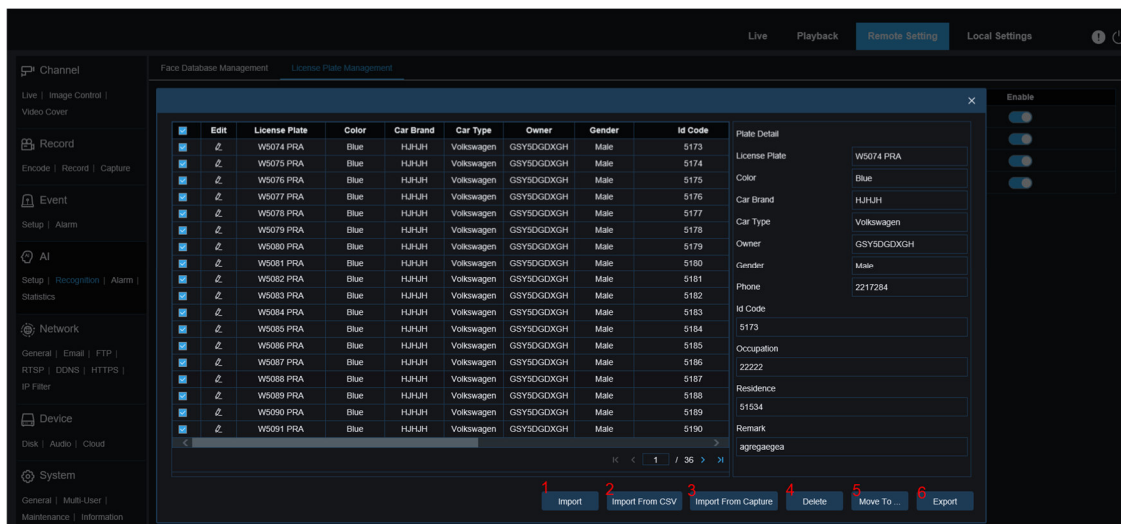 Live Playback Remote Setting Local Settings
Channel
Live | Image Control |
Video Cover
Record
Encode | Record | Capture
Event
Setup | Alarm
AI
Setup | Recognition | Alarm |
Statistics
Network
General | Email | FTP |
RTSP | DDNS | HTTPS |
IP Filter
Device
Disk | Audio | Cloud
System
General | Multi-User |
Maintenance | Information
Face Database Management License Plate Management
Enable
Edit License Plate Color Car Brand Car Type Owner Gender Id Code
W5074 PRA Blue HJHJH Volkswagen GSY5DGDXGH Male 5173
W5075 PRA Blue HJHJH Volkswagen GSY5DGDXGH Male 5174
W5076 PRA Blue HJHJH Volkswagen GSY5DGDXGH Male 5175
W5077 PRA Blue HJHJH Volkswagen GSY5DGDXGH Male 5176
W5078 PRA Blue HJHJH Volkswagen GSY5DGDXGH Male 5177
W5079 PRA Blue HJHJH Volkswagen GSY5DGDXGH Male 5178
W5080 PRA Blue HJHJH Volkswagen GSY5DGDXGH Male 5179
W5081 PRA Blue HJHJH Volkswagen GSY5DGDXGH Male 5180
W5082 PRA Blue HJHJH Volkswagen GSY5DGDXGH Male 5181
W5083 PRA Blue HJHJH Volkswagen GSY5DGDXGH Male 5182
W5084 PRA Blue HJHJH Volkswagen GSY5DGDXGH Male 5183
W5085 PRA Blue HJHJH Volkswagen GSY5DGDXGH Male 5184
W5086 PRA Blue HJHJH Volkswagen GSY5DGDXGH Male 5185
W5087 PRA Blue HJHJH Volkswagen GSY5DGDXGH Male 5186
W5088 PRA Blue HJHJH Volkswagen GSY5DGDXGH Male 5187
W5089 PRA Blue HJHJH Volkswagen GSY5DGDXGH Male 5188
W5090 PRA Blue HJHJH Volkswagen GSY5DGDXGH Male 5189
W5091 PRA Blue HJHJH Volkswagen GSY5DGDXGH Male 5190
1 / 36
Plate Detail
License Plate W5074 PRA
Color Blue
Car Brand HJHJH
Car Type Volkswagen
Owner GSY5DGDXGH
Gender Male
Phone 2217284
Id Code
5173
Occupation
22222
Residence
51534
Remark
agregaegea
1 2 3 4 5 6
Import Import From CSV Import From Capture Delete Move To ... Export